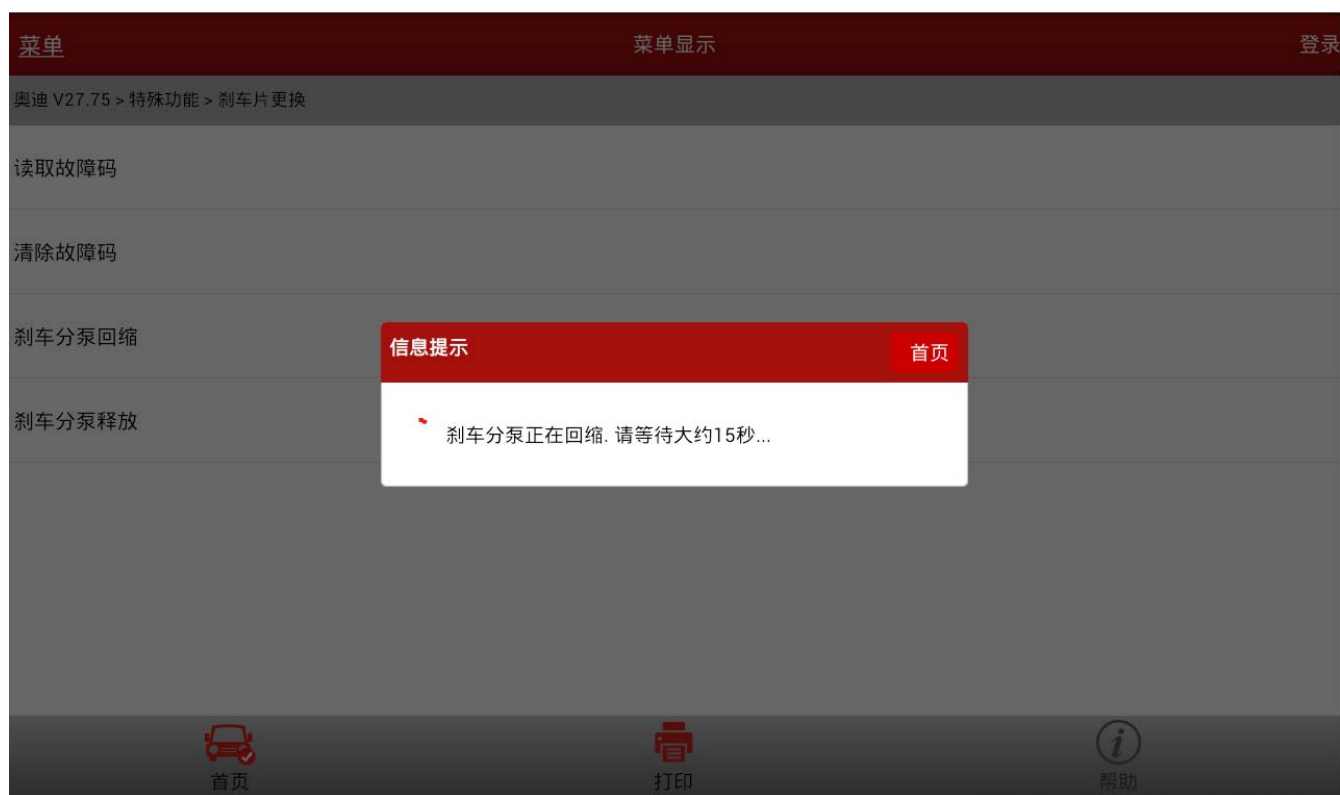 菜单
菜单显示
登录
奥迪 V27.75 > 特殊功能 > 刹车片更换
读取故障码
清除故障码
刹车分泵回缩
刹车分泵释放
信息提示
首页
刹车分泵正在回缩. 请等待大约15秒...
首页
打印
帮助